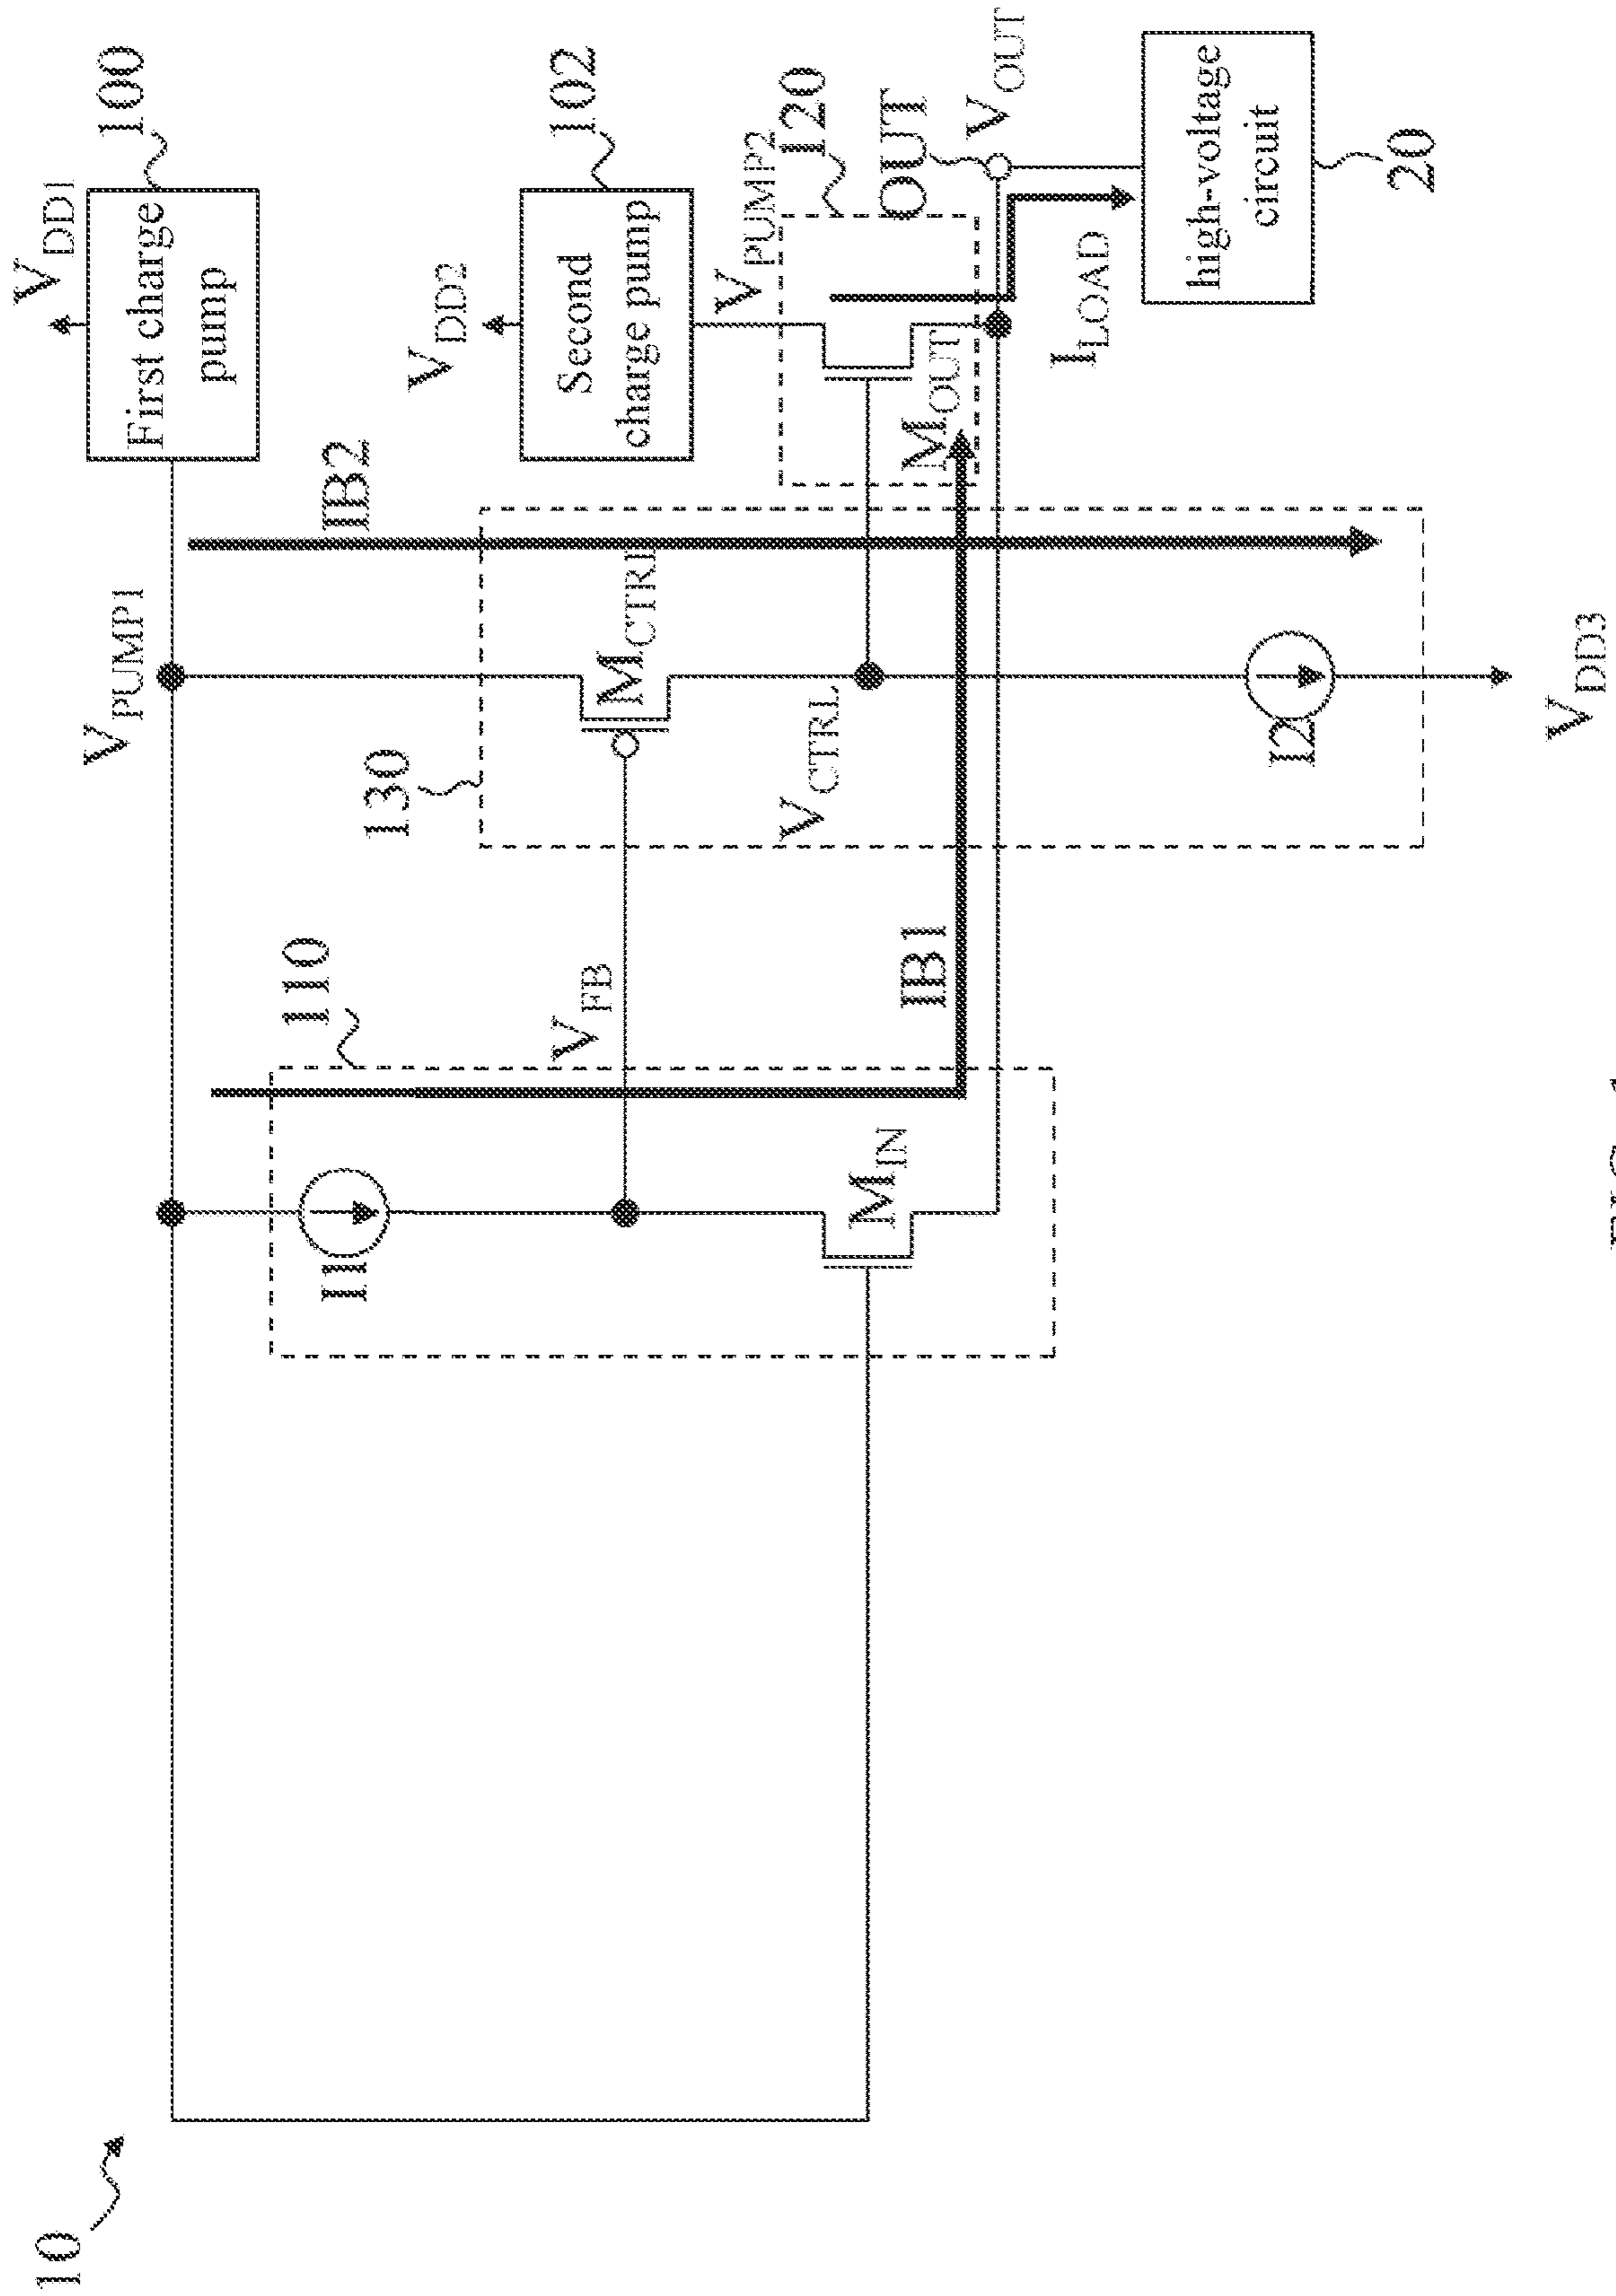 10
V_DD1
100
First charge
pump
V_PUMP1
IB2
V_DD2
102
Second
charge pump
V_PUMP2
120
OUT
V_OUT
110
I1
V_FB
130
M_CTRL
V_CTRL
M_OUT
M_IN
IB1
I_LOAD
high-voltage
circuit
20
I2
V_DD3